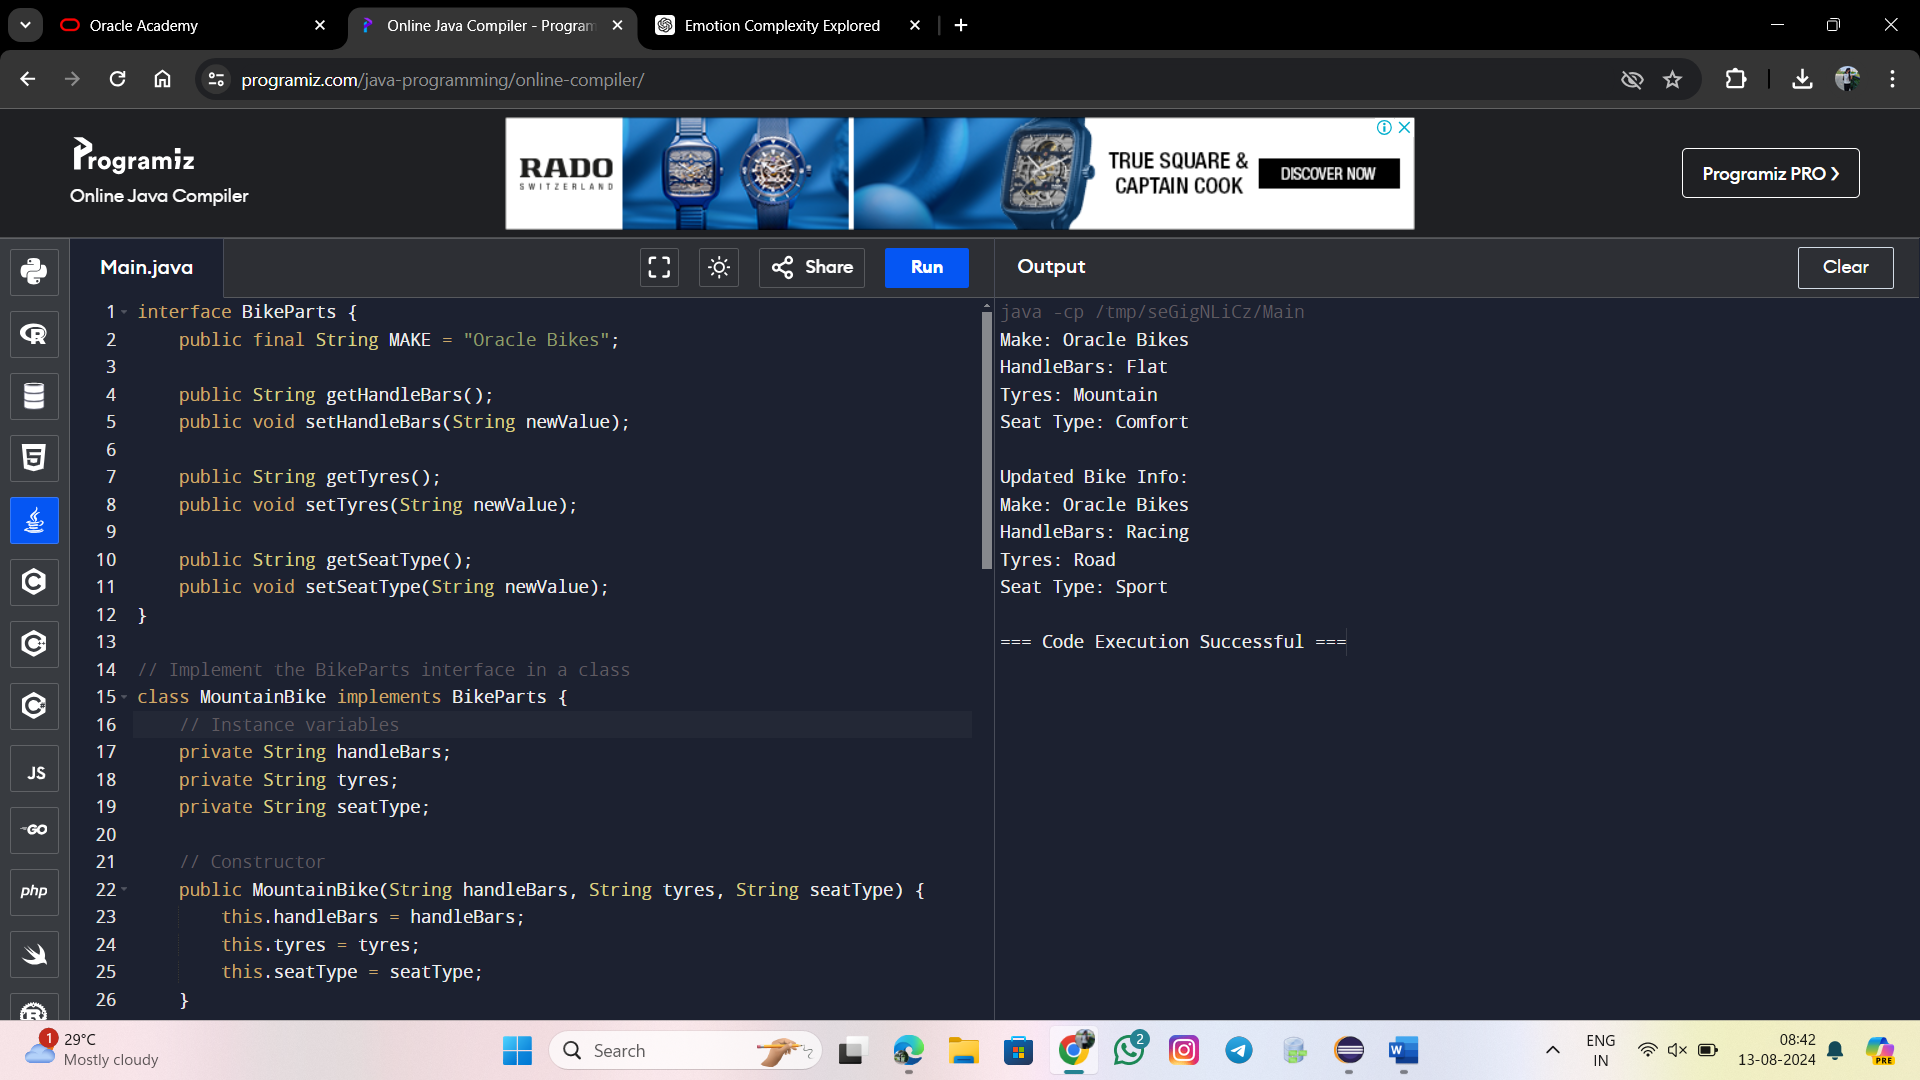 Oracle Academy
Online Java Compiler - Program
Emotion Complexity Explored
programiz.com/java-programming/online-compiler/
Programiz
Online Java Compiler
RADO
SWITZERLAND
TRUE SQUARE &
CAPTAIN COOK
DISCOVER NOW
Programiz PRO >
Main.java
Share
Run
Output
Clear
1 interface BikeParts {
2 public final String MAKE = "Oracle Bikes";
3
4 public String getHandleBars();
5 public void setHandleBars(String newValue);
6
7 public String getTyres();
8 public void setTyres(String newValue);
9
10 public String getSeatType();
11 public void setSeatType(String newValue);
12 }
13
14 // Implement the BikeParts interface in a class
15 class MountainBike implements BikeParts {
16 // Instance variables
17 private String handleBars;
18 private String tyres;
19 private String seatType;
20
21 // Constructor
22 public MountainBike(String handleBars, String tyres, String seatType) {
23 this.handleBars = handleBars;
24 this.tyres = tyres;
25 this.seatType = seatType;
26 }
java -cp /tmp/seGigNLiCz/Main
Make: Oracle Bikes
HandleBars: Flat
Tyres: Mountain
Seat Type: Comfort
Updated Bike Info:
Make: Oracle Bikes
HandleBars: Racing
Tyres: Road
Seat Type: Sport
=== Code Execution Successful ===
R
5
C
C
C
JS
GO
php
R
1
29°C
Mostly cloudy
Search
2
W
ENG
IN
08:42
13-08-2024
PRE